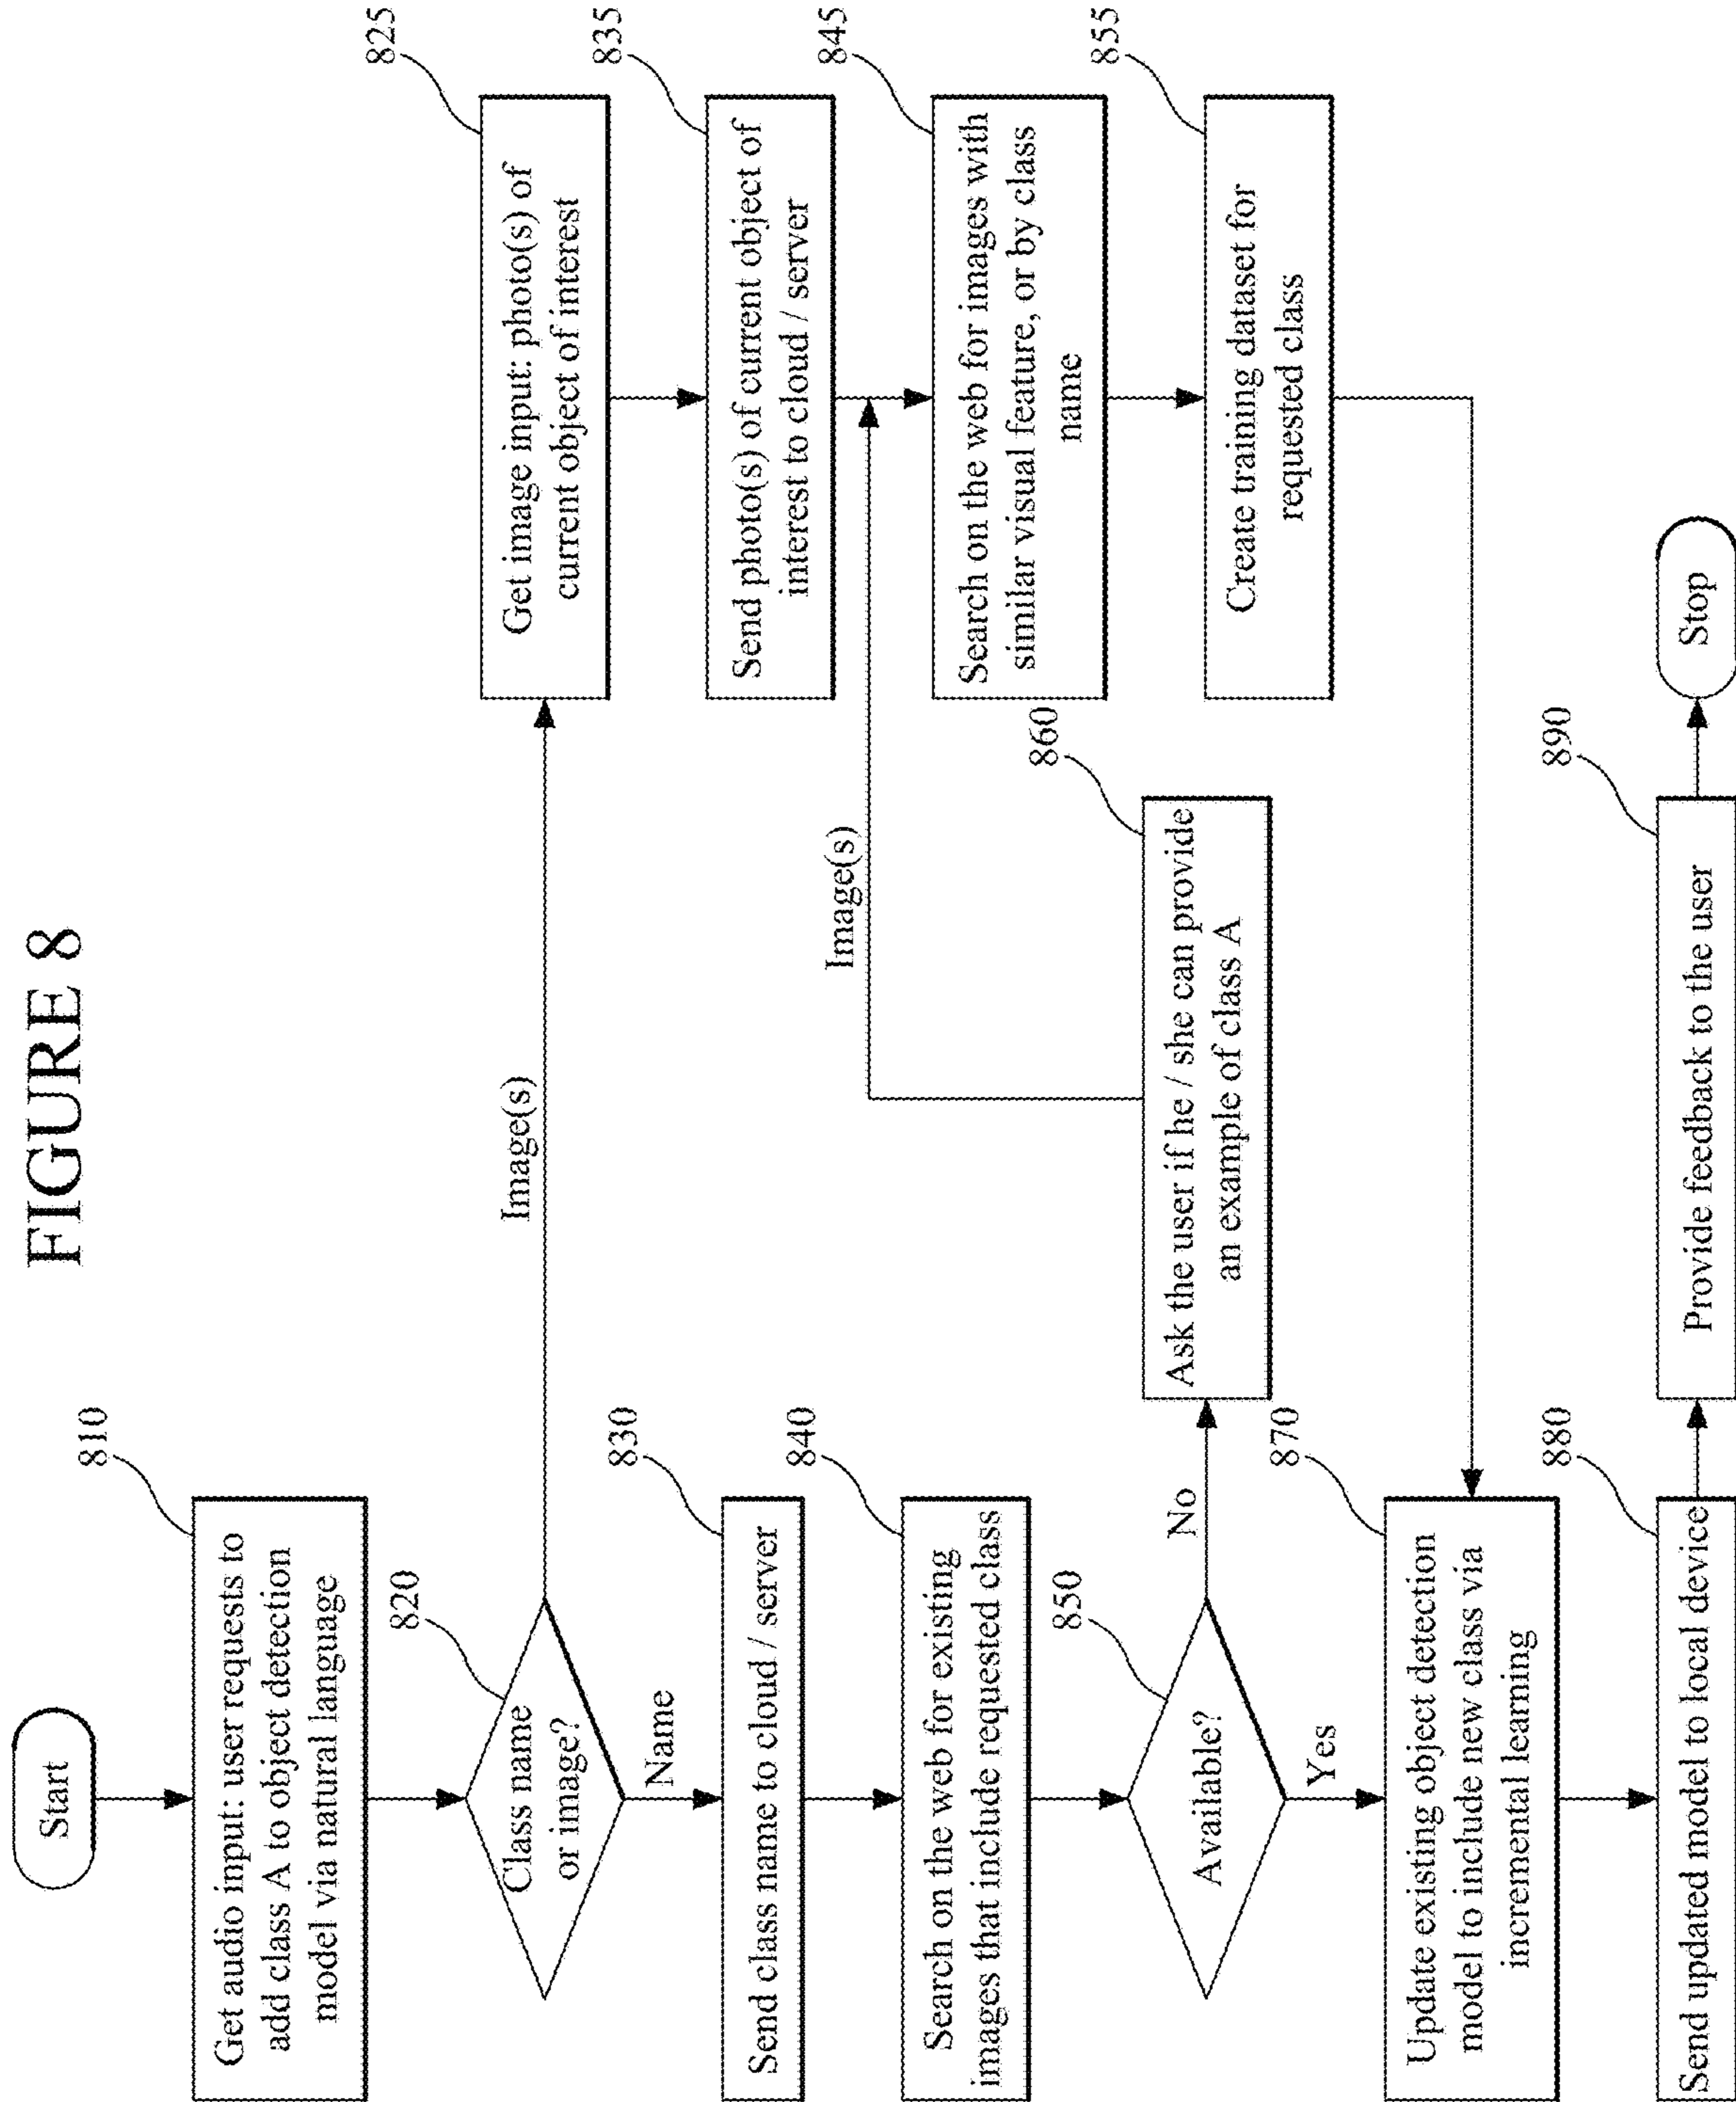 FIGURE 8
Start
810
Get audio input: user requests to
add class A to object detection
model via natural language
820
Class name
or image?
Image(s)
Name
825
Get image input: photo(s) of
current object of interest
835
Send photo(s) of current object of
interest to cloud / server
830
Send class name to cloud / server
840
Search on the web for existing
images that include requested class
Image(s)
845
Search on the web for images with
similar visual feature, or by class
name
850
Available?
No
Yes
860
Ask the user if he / she can provide
an example of class A
855
Create training dataset for
requested class
870
Update existing object detection
model to include new class via
incremental learning
880
Send updated model to local device
890
Provide feedback to the user
Stop